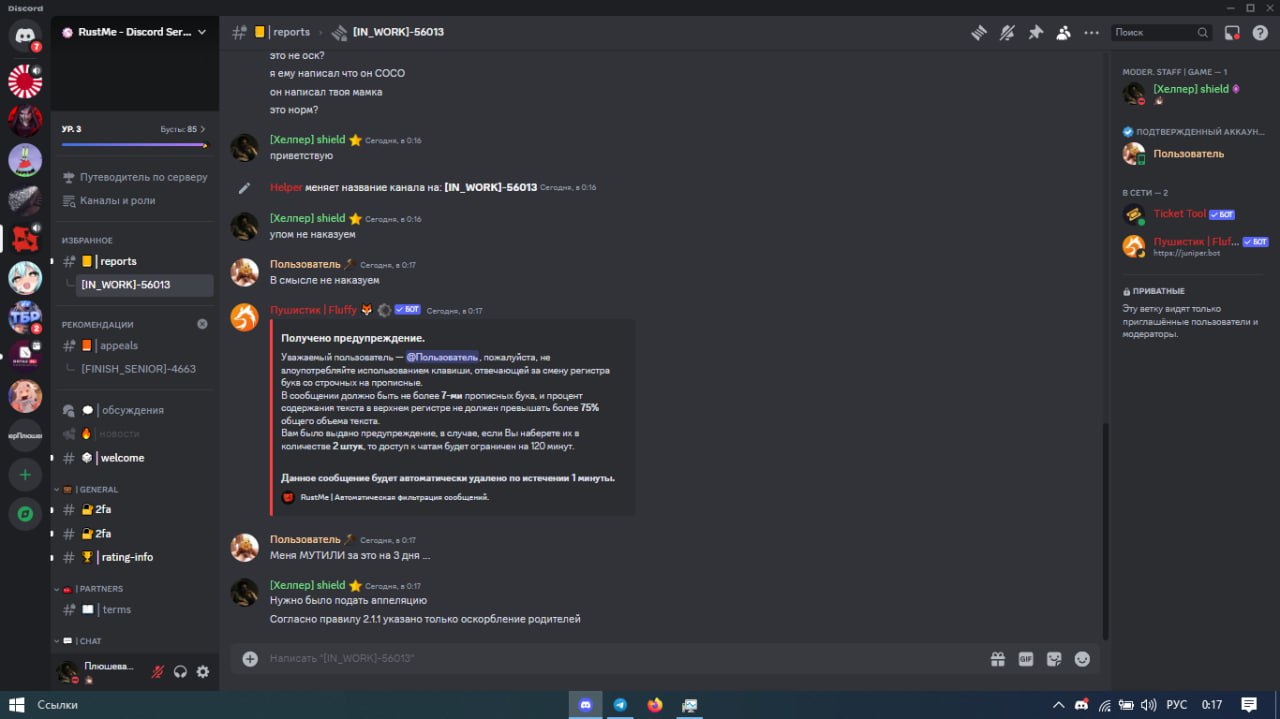 Discord
RustMe - Discord Ser...
УР. 3
Бусты: 85
Путеводитель по серверу
Каналы и роли
ИЗБРАННОЕ
| reports
[IN_WORK]-56013
РЕКОМЕНДАЦИИ
| appeals
[FINISH_SENIOR]-4663
| обсуждения
| новости
| welcome
| GENERAL
2fa
2fa
| rating-info
| PARTNERS
| terms
| CHAT
Плюшева...
7
2
ерПлюше
| reports
[IN_WORK]-56013
Поиск
это не оск?
я ему написал что он СОСО
он написал твоя мамка
это норм?
[Хелпер] shield Сегодня, в 0:16
приветствую
Helper меняет название канала на: [IN_WORK]-56013 Сегодня, в 0:16
[Хелпер] shield Сегодня, в 0:16
упом не наказуем
Пользователь Сегодня, в 0:17
В смысле не наказуем
Пушистик | Fluffy БОТ Сегодня, в 0:17
Получено предупреждение.
Уважаемый пользователь — @Пользователь, пожалуйста, не
злоупотребляйте использованием клавиши, отвечающей за смену регистра
букв со строчных на прописные.
В сообщении должно быть не более 7-ми прописных букв, и процент
содержания текста в верхнем регистре не должен превышать более 75%
общего объема текста.
Вам было выдано предупреждение, в случае, если Вы наберете их в
количестве 2 штук, то доступ к чатам будет ограничен на 120 минут.
Данное сообщение будет автоматически удалено по истечении 1 минуты.
RustMe | Автоматическая фильтрация сообщений.
Пользователь Сегодня, в 0:17
Меня МУТИЛИ за это на 3 дня ...
[Хелпер] shield Сегодня, в 0:17
Нужно было подать аппеляцию
Согласно правилу 2.1.1 указано только оскорбление родителей
Написать "[IN_WORK]-56013"
GIF
MODER. STAFF | GAME — 1
[Хелпер] shield
ПОДТВЕРЖДЕННЫЙ АККАУН...
Пользователь
В СЕТИ — 2
Ticket Tool БОТ
Пушистик | Fluf... БОТ
https://juniper.bot
ПРИВАТНЫЕ
Эту ветку видят только
приглашённые пользователи и
модераторы.
Ссылки
РУС
0:17